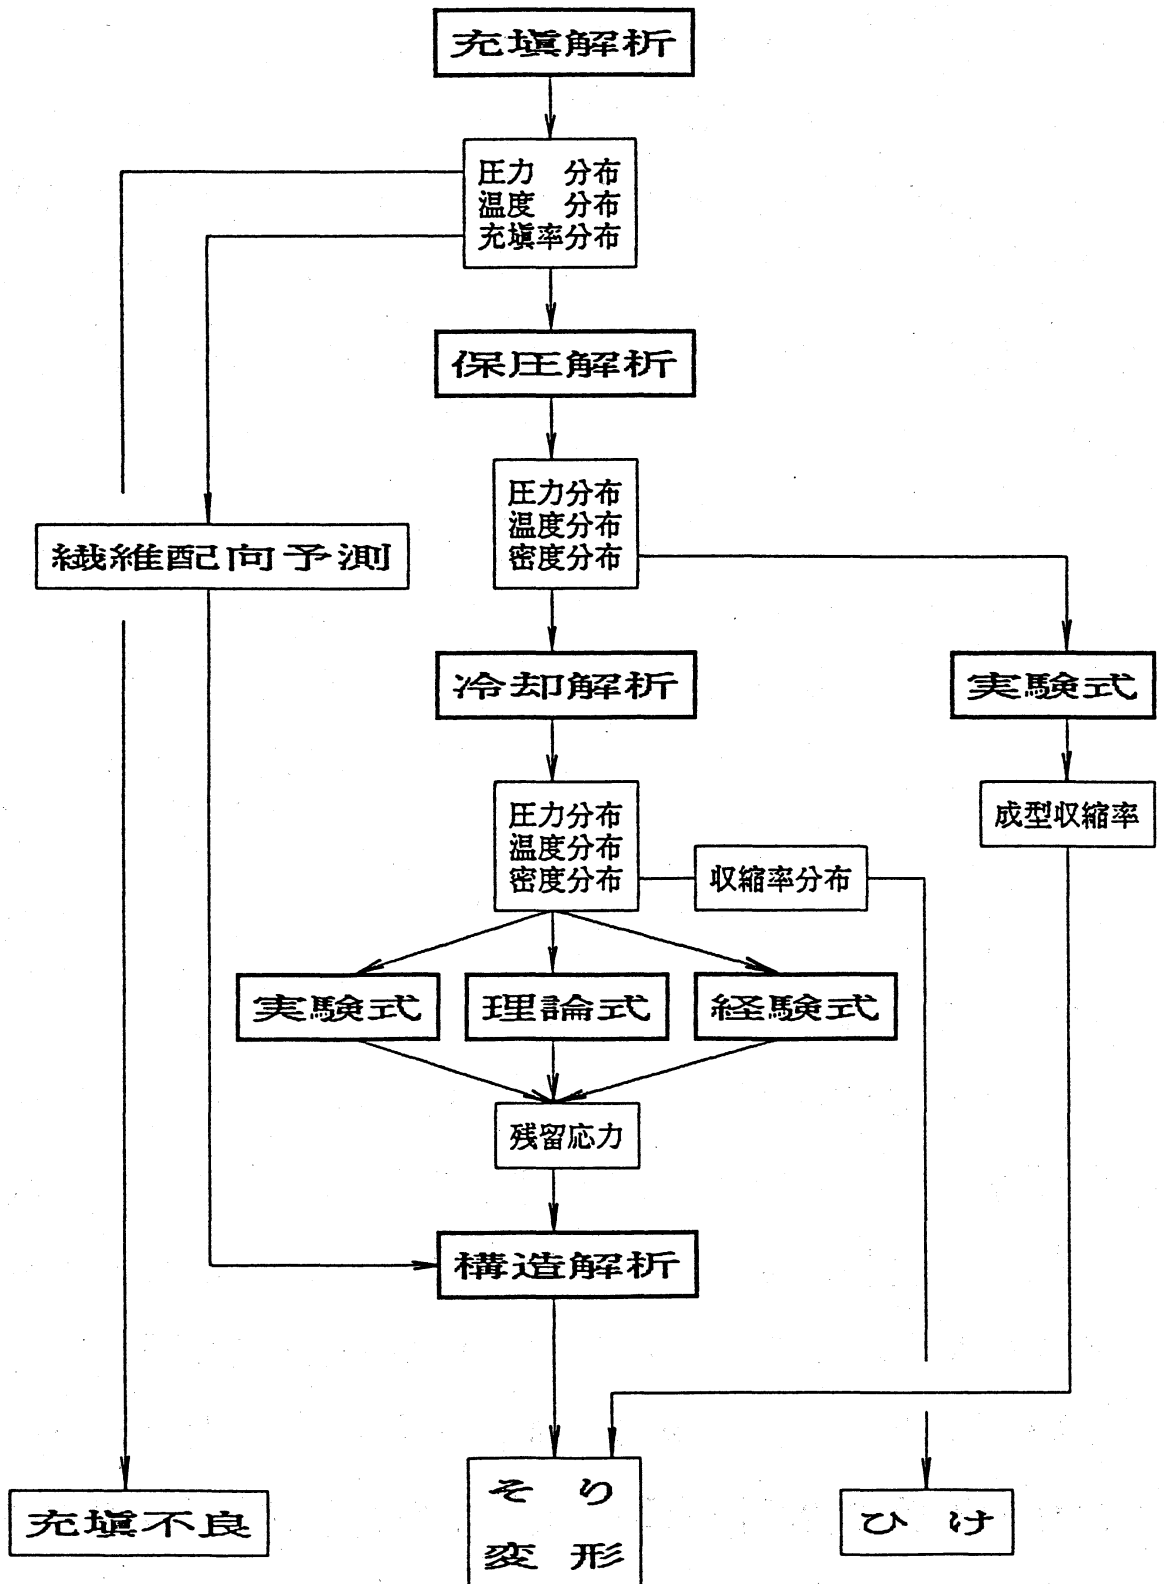 充塡解析
圧力 分布
温度 分布
充塡率分布
保圧解析
圧力分布
温度分布
密度分布
繊維配向予測
冷却解析
実験式
圧力分布
温度分布
密度分布
成型収縮率
収縮率分布
実験式
理論式
経験式
残留応力
構造解析
充塡不良
そり
変形
ひけ